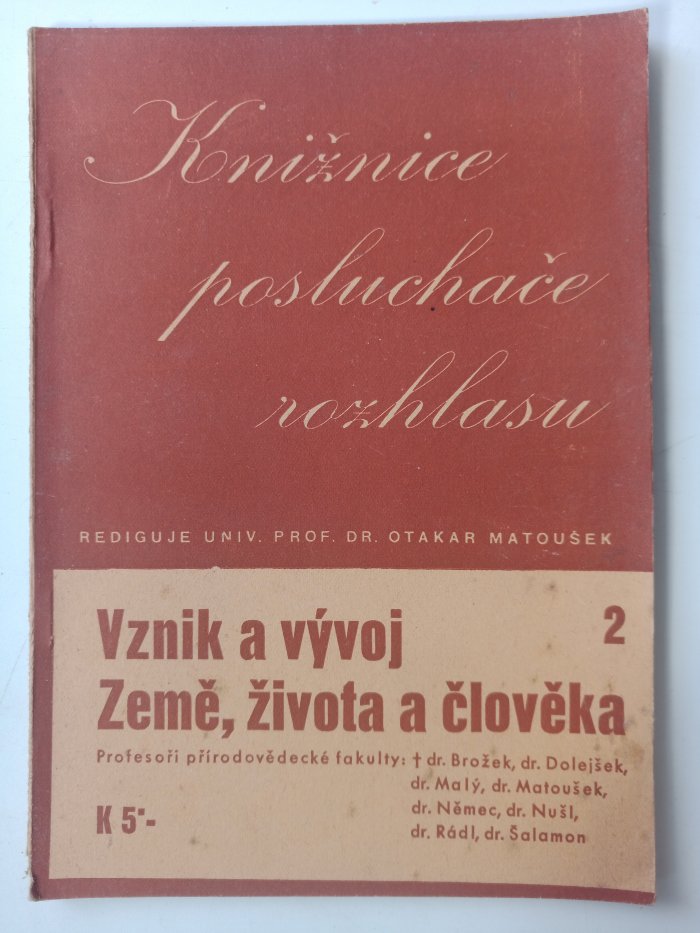 Knižnice
posluchače
rozhlasu
REDIGUJE UNIV. PROF. DR. OTAKAR MATOUŠEK
Vznik a vývoj 2
Země, života a člověka
Profesoři přírodovědecké fakulty: † dr. Brožek, dr. Dolejšek,
dr. Malý, dr. Matoušek,
dr. Němec, dr. Nušl,
dr. Rádl, dr. Šalamon
K 5·-